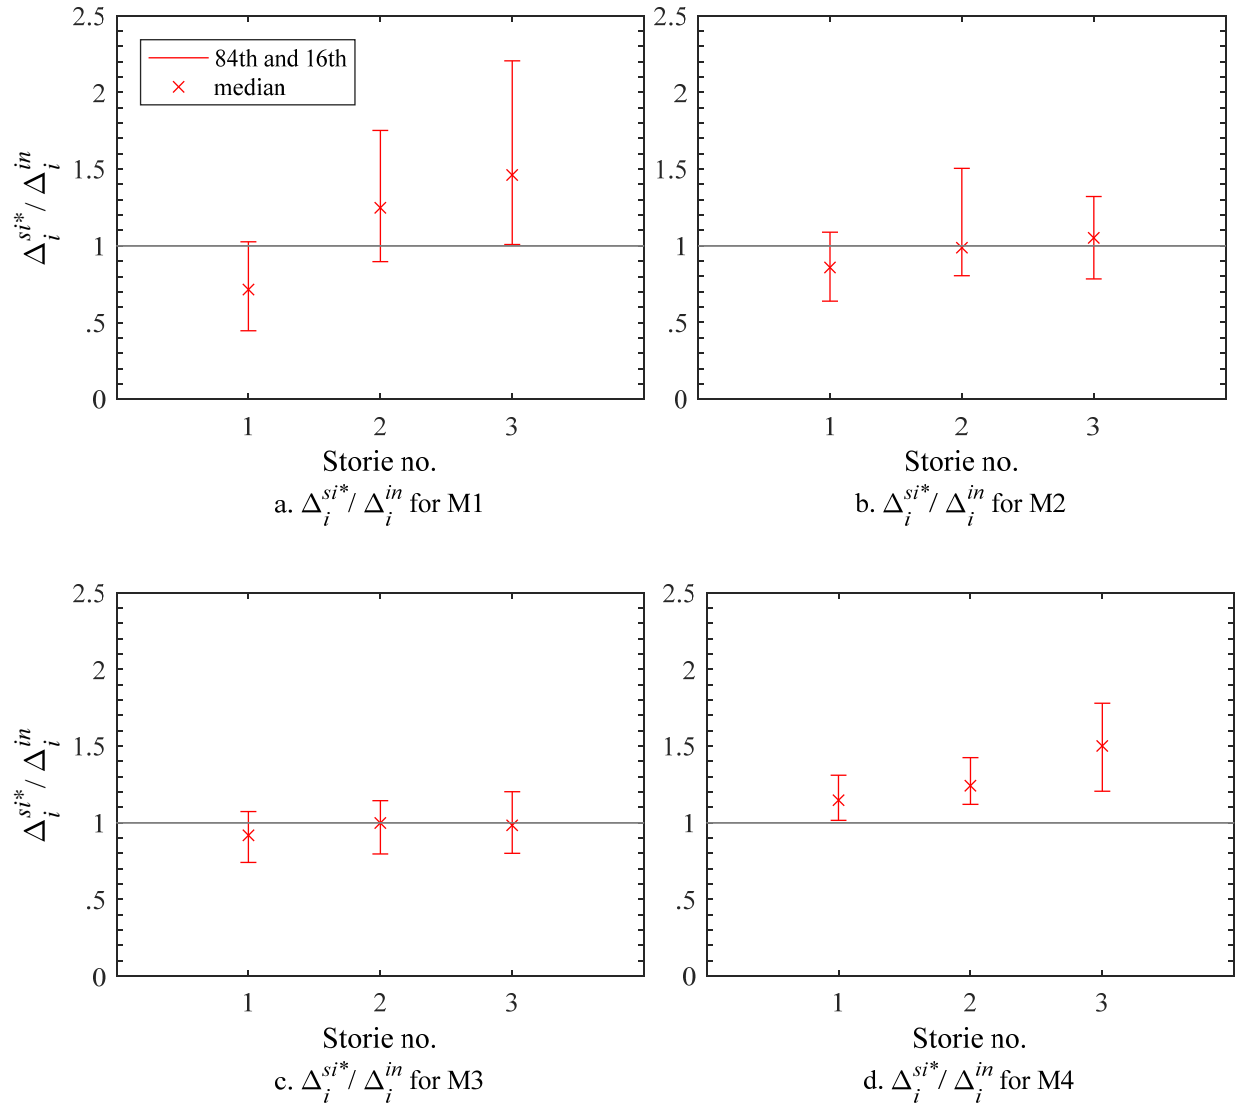 2.5
2
1.5
1
.5
0
84th and 16th
median
Δ_i^{si*} / Δ_i^{in}
1 2 3
Storie no.
a. Δ_i^{si*} / Δ_i^{in} for M1
2.5
2
1.5
1
.5
0
1 2 3
Storie no.
b. Δ_i^{si*} / Δ_i^{in} for M2
2.5
2
1.5
1
.5
0
Δ_i^{si*} / Δ_i^{in}
1 2 3
Storie no.
c. Δ_i^{si*} / Δ_i^{in} for M3
2.5
2
1.5
1
.5
0
1 2 3
Storie no.
d. Δ_i^{si*} / Δ_i^{in} for M4